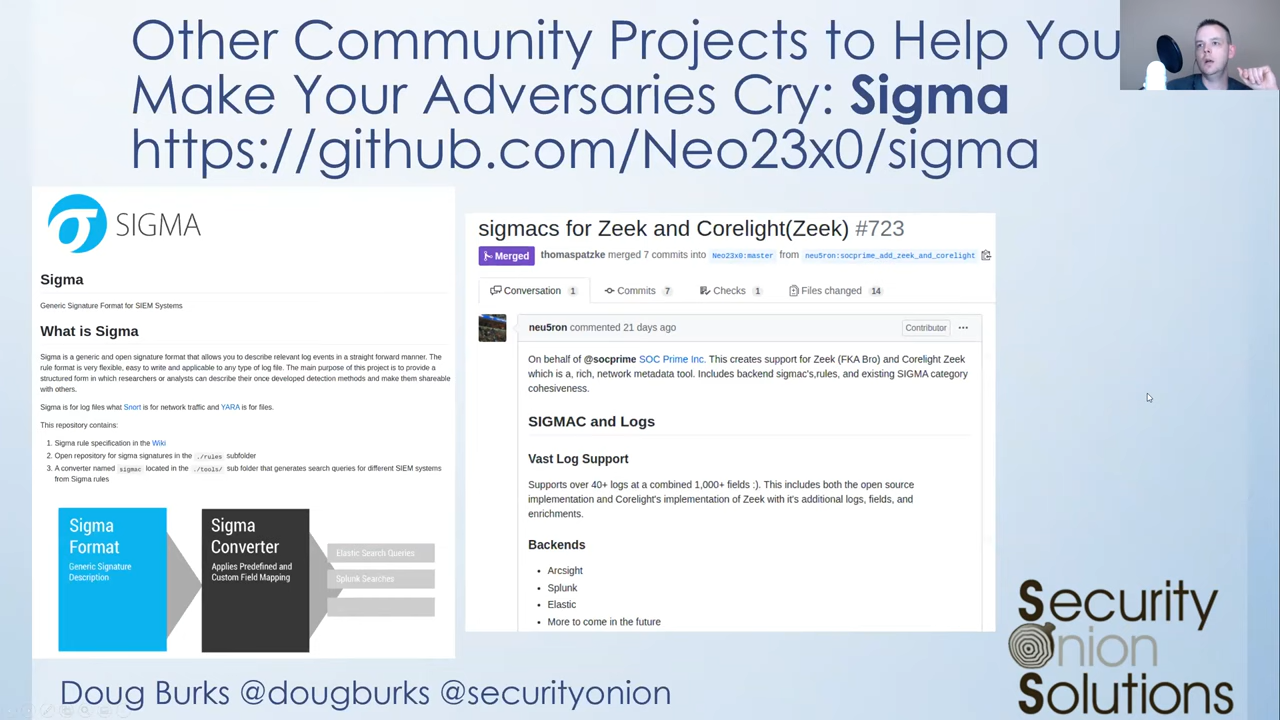 Other Community Projects to Help You
Make Your Adversaries Cry: Sigma
https://github.com/Neo23x0/sigma
SIGMA
Sigma
Generic Signature Format for SIEM Systems
What is Sigma
Sigma is a generic and open signature format that allows you to describe relevant log events in a straight forward manner. The
rule format is very flexible, easy to write and applicable to any type of log file. The main purpose of this project is to provide a
structured form in which researchers or analysts can describe their once developed detection methods and make them shareable
with others.
Sigma is for log files what Snort is for network traffic and YARA is for files.
This repository contains:
1. Sigma rule specification in the Wiki
2. Open repository for sigma signatures in the ./rules subfolder
3. A converter named sigmac located in the ./tools/ sub folder that generates search queries for different SIEM systems
from Sigma rules
Sigma
Format
Generic Signature
Description
Sigma
Converter
Applies Predefined and
Custom Field Mapping
Elastic Search Queries
Splunk Searches
sigmacs for Zeek and Corelight(Zeek) #723
Merged thomaspatzke merged 7 commits into Neo23x0:master from neu5ron:socprime_add_zeek_and_corelight
Conversation 1 Commits 7 Checks 1 Files changed 14
neu5ron commented 21 days ago Contributor ...
On behalf of @socprime SOC Prime Inc. This creates support for Zeek (FKA Bro) and Corelight Zeek
which is a, rich, network metadata tool. Includes backend sigmac's,rules, and existing SIGMA category
cohesiveness.
SIGMAC and Logs
Vast Log Support
Supports over 40+ logs at a combined 1,000+ fields :). This includes both the open source
implementation and Corelight's implementation of Zeek with it's additional logs, fields, and
enrichments.
Backends
• Arcsight
• Splunk
• Elastic
• More to come in the future
Security
Onion
Solutions
Doug Burks @dougburks @securityonion